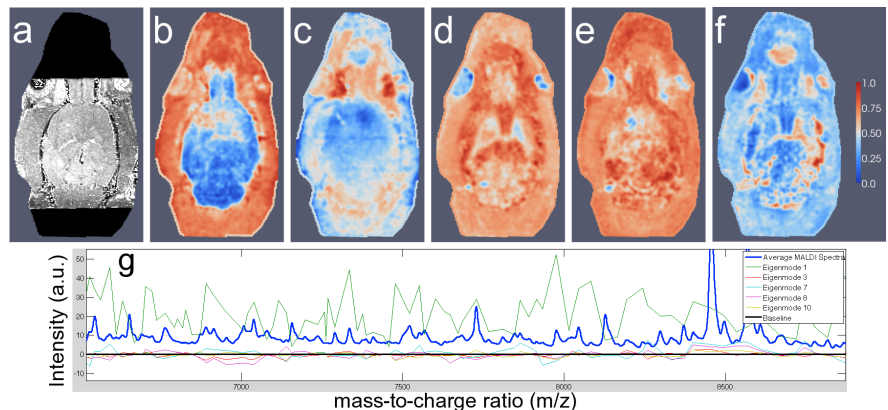 a b c d e f
1.0
0.75
0.50
0.25
0.0
g
Intensity (a.u.)
50
40
30
20
10
0
-10
Average MALDI Spectra
Eigenmode 1
Eigenmode 3
Eigenmode 7
Eigenmode 8
Eigenmode 10
Baseline
7000 7500 8000 8500
mass-to-charge ratio (m/z)